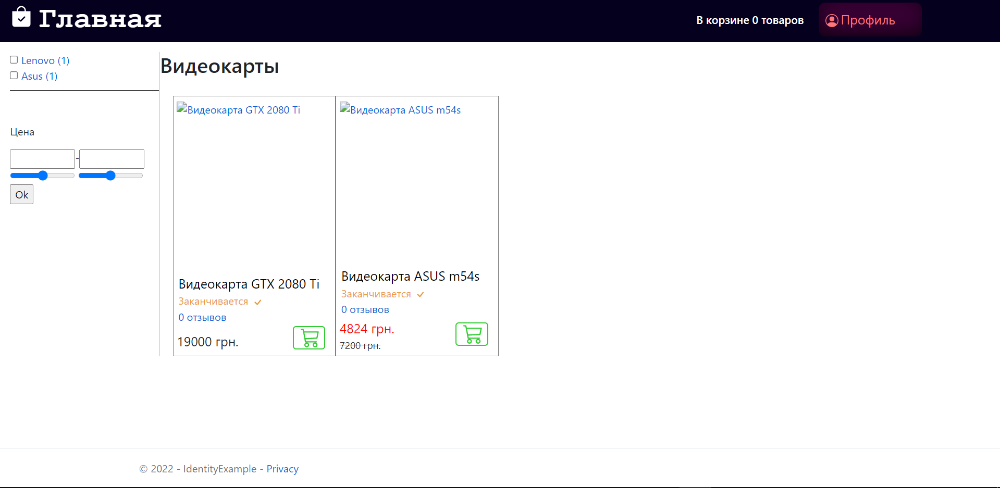 Главная
В корзине 0 товаров
Профиль
Lenovo (1)
Asus (1)
Цена
-
Ok
Видеокарты
Видеокарта GTX 2080 Ti
Видеокарта GTX 2080 Ti
Заканчивается
0 отзывов
19000 грн.
Видеокарта ASUS m54s
Видеокарта ASUS m54s
Заканчивается
0 отзывов
4824 грн.
7200 грн.
© 2022 - IdentityExample - Privacy